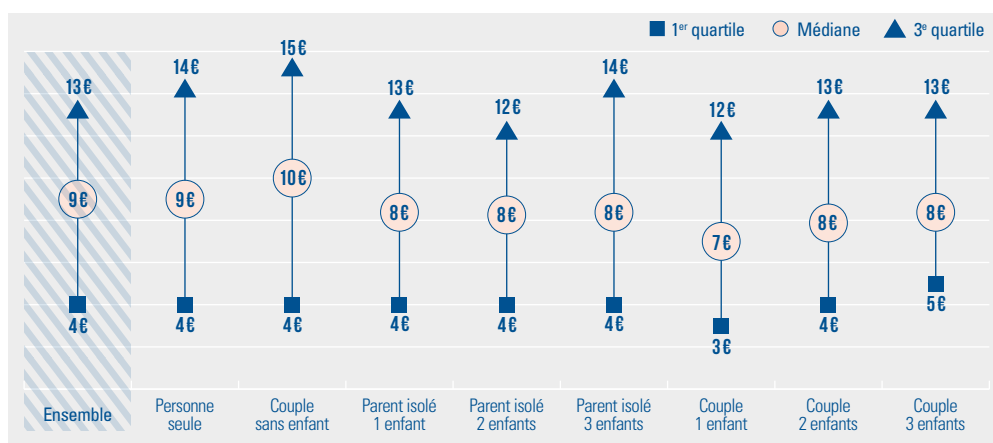 1er quartile Médiane 3e quartile
15 €
14 € 14 €
13 € 13 € 13 € 13 €
12 € 12 €
10 €
9 € 9 €
8 € 8 € 8 € 8 € 8 €
7 €
5 €
4 € 4 € 4 € 4 € 4 € 4 € 4 €
3 €
Ensemble
Personne
seule
Couple
sans enfant
Parent isolé
1 enfant
Parent isolé
2 enfants
Parent isolé
3 enfants
Couple
1 enfant
Couple
2 enfants
Couple
3 enfants